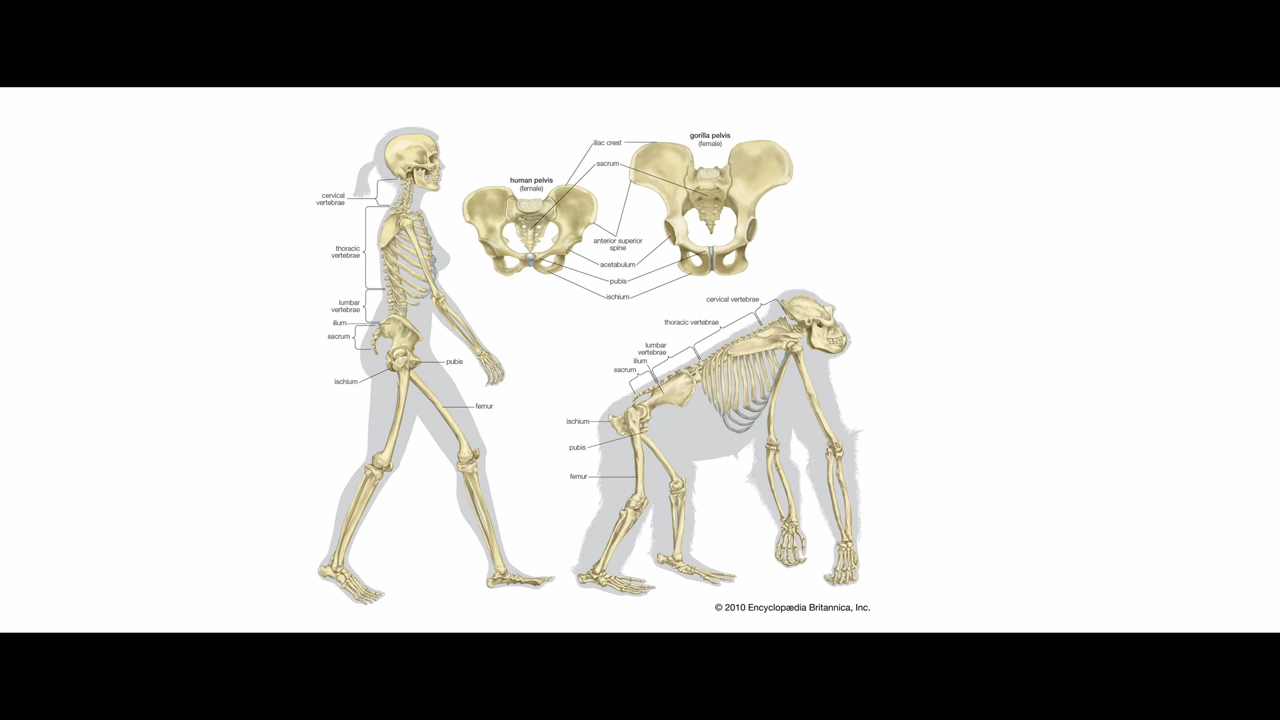 gorilla pelvis
(female)
iliac crest
sacrum
human pelvis
(female)
cervical
vertebrae
anterior superior
spine
thoracic
vertebrae
acetabulum
pubis
ischium
lumbar
vertebrae
ilium
sacrum
pubis
ischium
femur
cervical vertebrae
thoracic vertebrae
lumbar
vertebrae
ilium
sacrum
ischium
pubis
femur
© 2010 Encyclopædia Britannica, Inc.